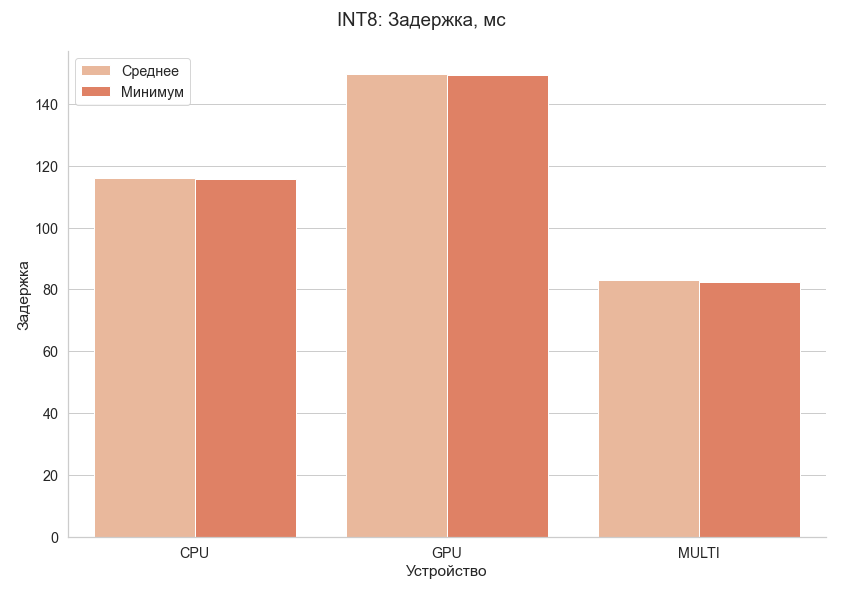 INT8: Задержка, мс
Среднее
Минимум
140
120
100
80
60
40
20
0
Задержка
CPU GPU MULTI
Устройство